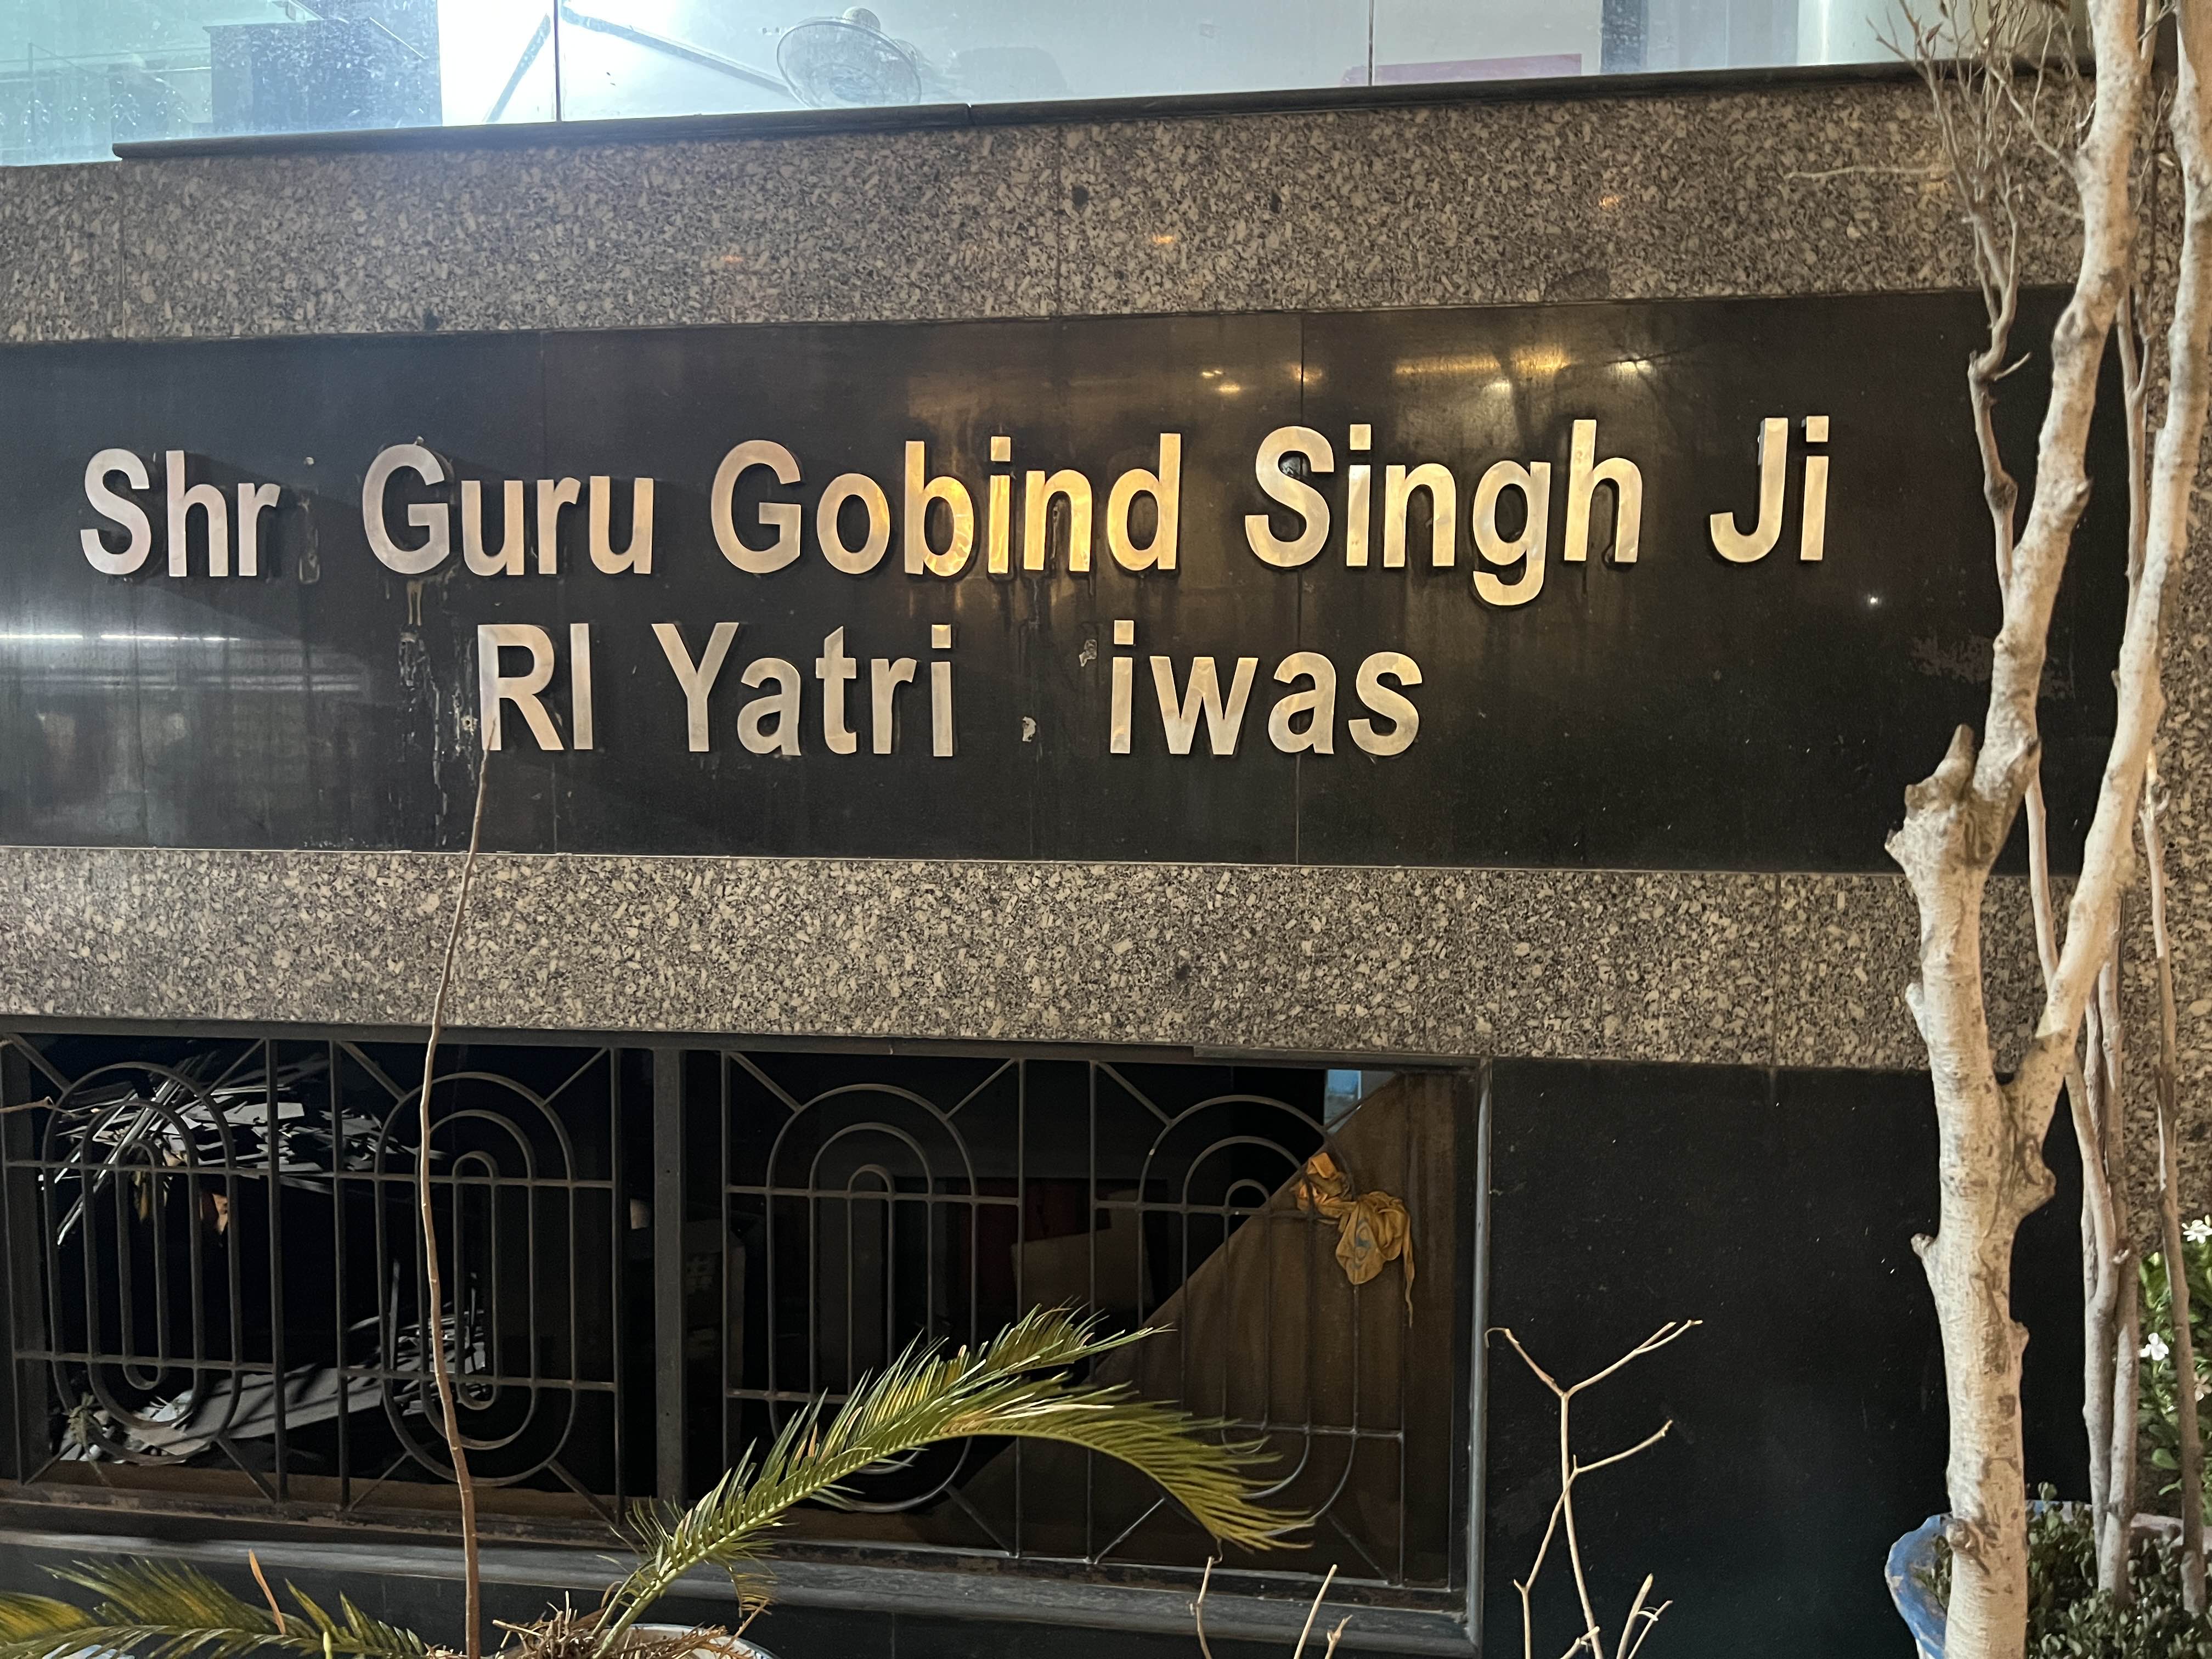 Shr Guru Gobind Singh Ji
RI Yatri iwas